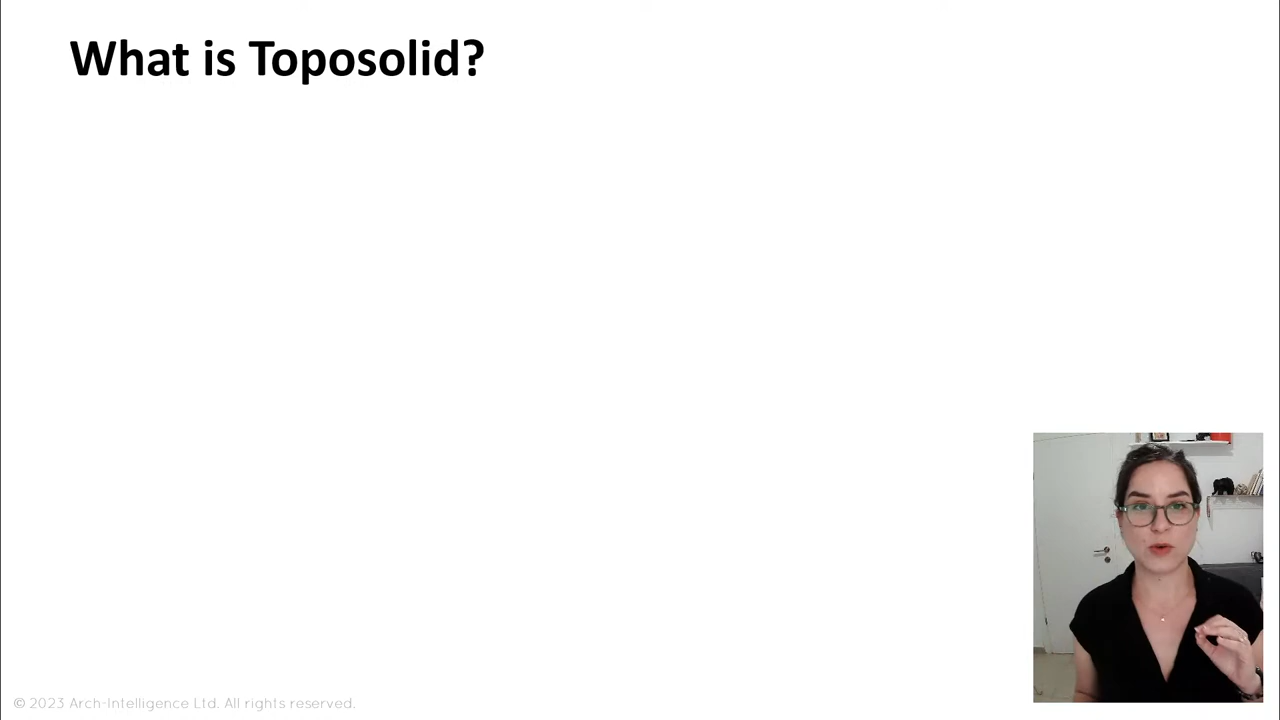 What is Toposolid?
© 2023 Arch-Intelligence Ltd. All rights reserved.